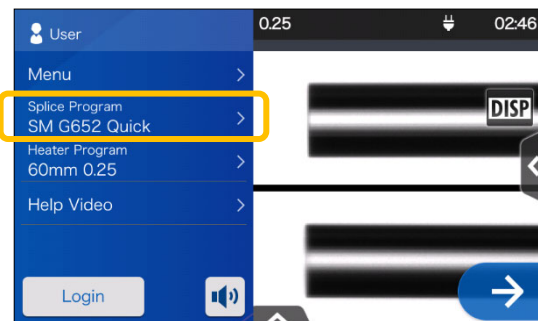 User
0.25
02:46
Menu
Splice Program
SM G652 Quick
DISP
Heater Program
60mm 0.25
Help Video
Login